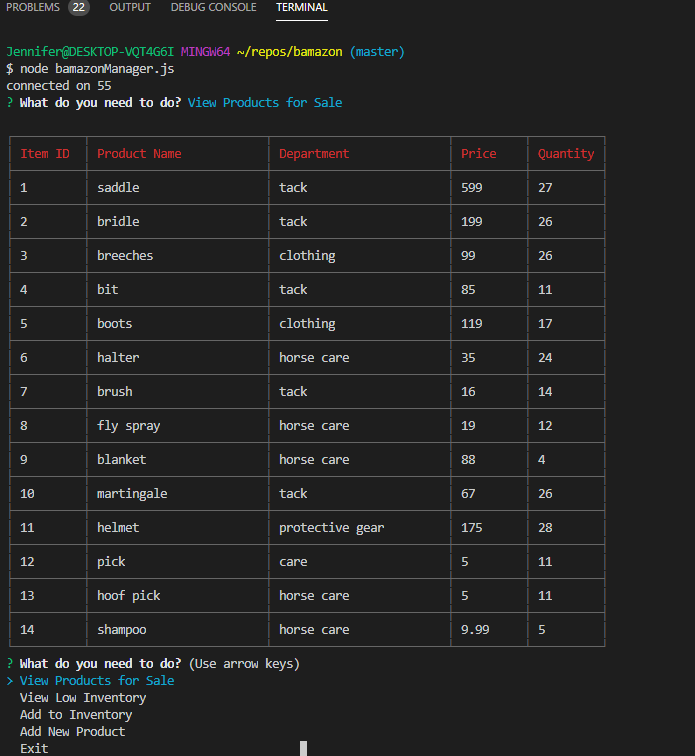 PROBLEMS 22 OUTPUT DEBUG CONSOLE TERMINAL
Jennifer@DESKTOP-VQT4G6I MINGW64 ~/repos/bamazon (master)
$ node bamazonManager.js
connected on 55
? What do you need to do? View Products for Sale
Item ID Product Name Department Price Quantity
1 saddle tack 599 27
2 bridle tack 199 26
3 breeches clothing 99 26
4 bit tack 85 11
5 boots clothing 119 17
6 halter horse care 35 24
7 brush tack 16 14
8 fly spray horse care 19 12
9 blanket horse care 88 4
10 martingale tack 67 26
11 helmet protective gear 175 28
12 pick care 5 11
13 hoof pick horse care 5 11
14 shampoo horse care 9.99 5
? What do you need to do? (Use arrow keys)
> View Products for Sale
View Low Inventory
Add to Inventory
Add New Product
Exit